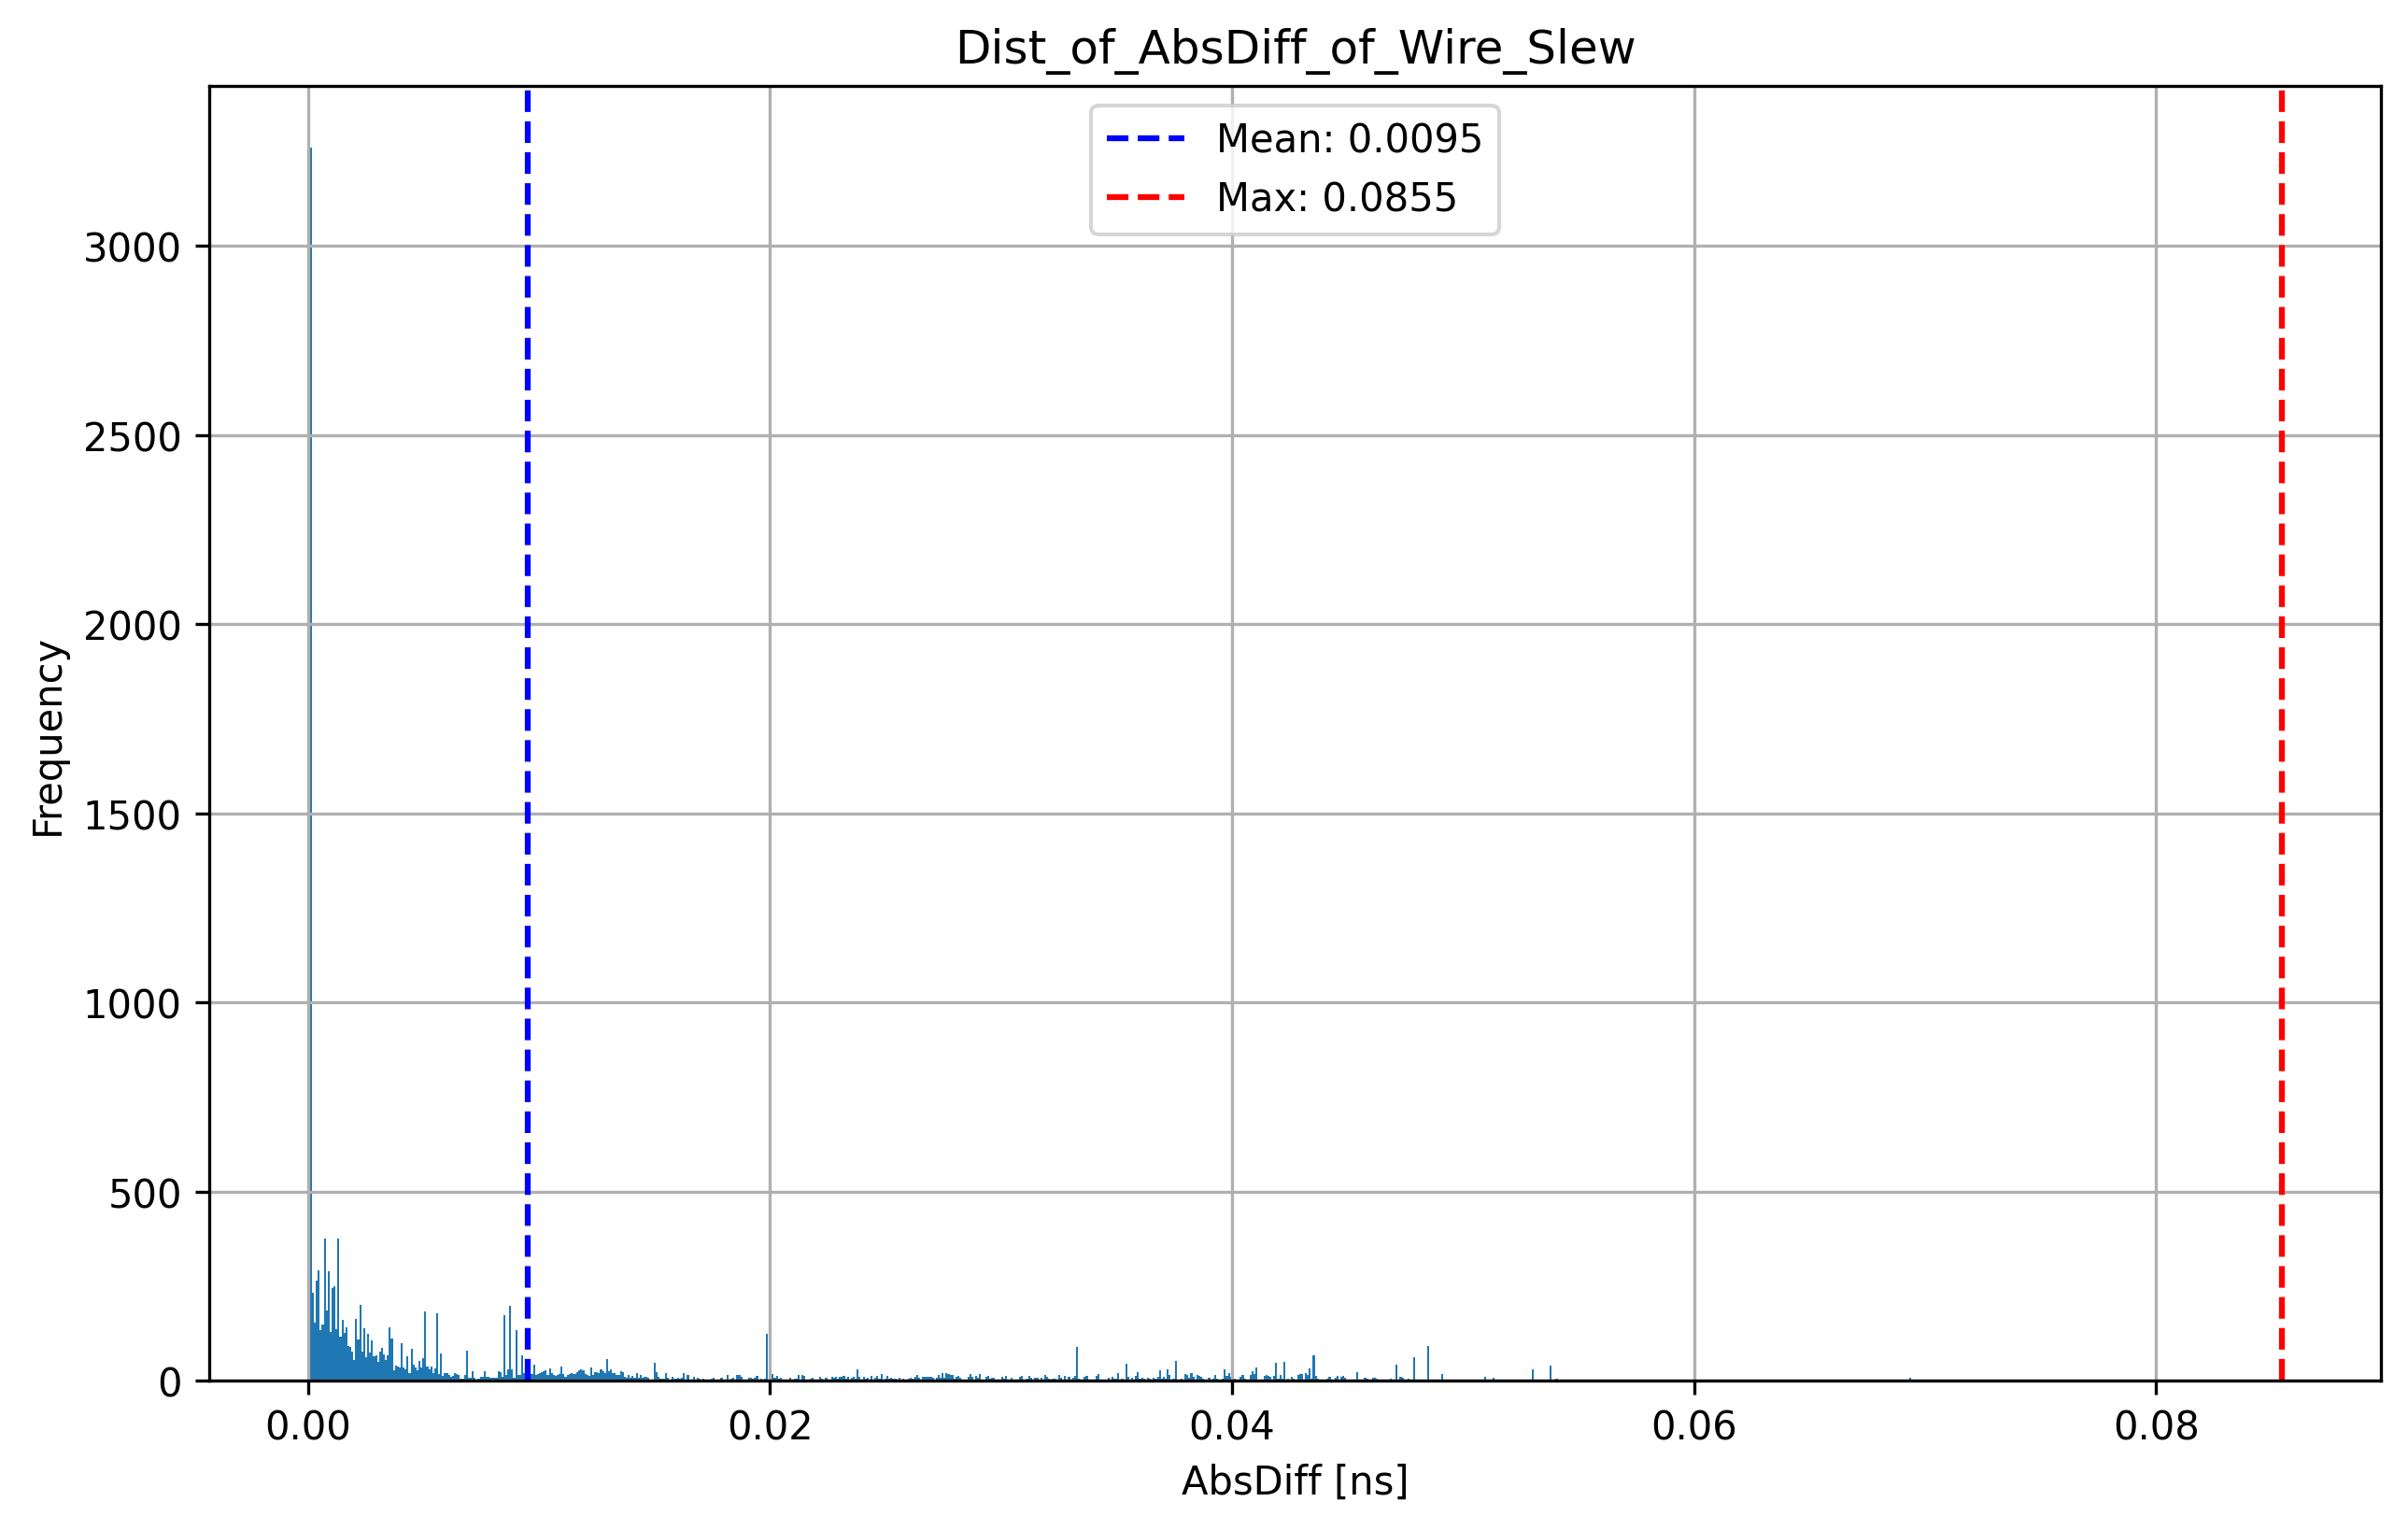 Dist_of_AbsDiff_of_Wire_Slew
Mean: 0.0095
Max: 0.0855
Frequency
3000
2500
2000
1500
1000
500
0
0.00 0.02 0.04 0.06 0.08
AbsDiff [ns]